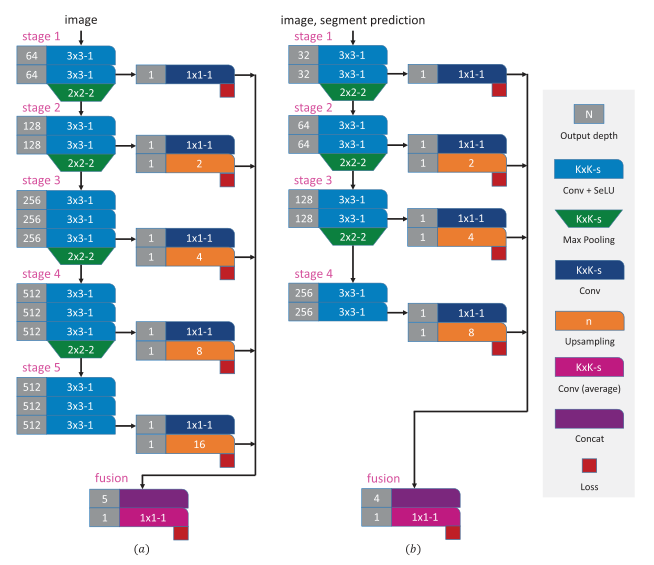 image
stage 1
64 3x3-1
64 3x3-1
1 1x1-1
2x2-2
stage 2
128 3x3-1
128 3x3-1
1 1x1-1
2x2-2
1 2
stage 3
256 3x3-1
256 3x3-1
256 3x3-1
1 1x1-1
2x2-2
1 4
stage 4
512 3x3-1
512 3x3-1
512 3x3-1
1 1x1-1
2x2-2
1 8
stage 5
512 3x3-1
512 3x3-1
512 3x3-1
1 1x1-1
1 16
fusion
5
1 1x1-1
(a)
image, segment prediction
stage 1
32 3x3-1
32 3x3-1
1 1x1-1
2x2-2
stage 2
64 3x3-1
64 3x3-1
1 1x1-1
2x2-2
1 2
stage 3
128 3x3-1
128 3x3-1
1 1x1-1
2x2-2
1 4
stage 4
256 3x3-1
256 3x3-1
1 1x1-1
1 8
fusion
4
1 1x1-1
(b)
N
Output depth
KxK-s
Conv + SeLU
KxK-s
Max Pooling
KxK-s
Conv
n
Upsampling
KxK-s
Conv (average)
Concat
Loss